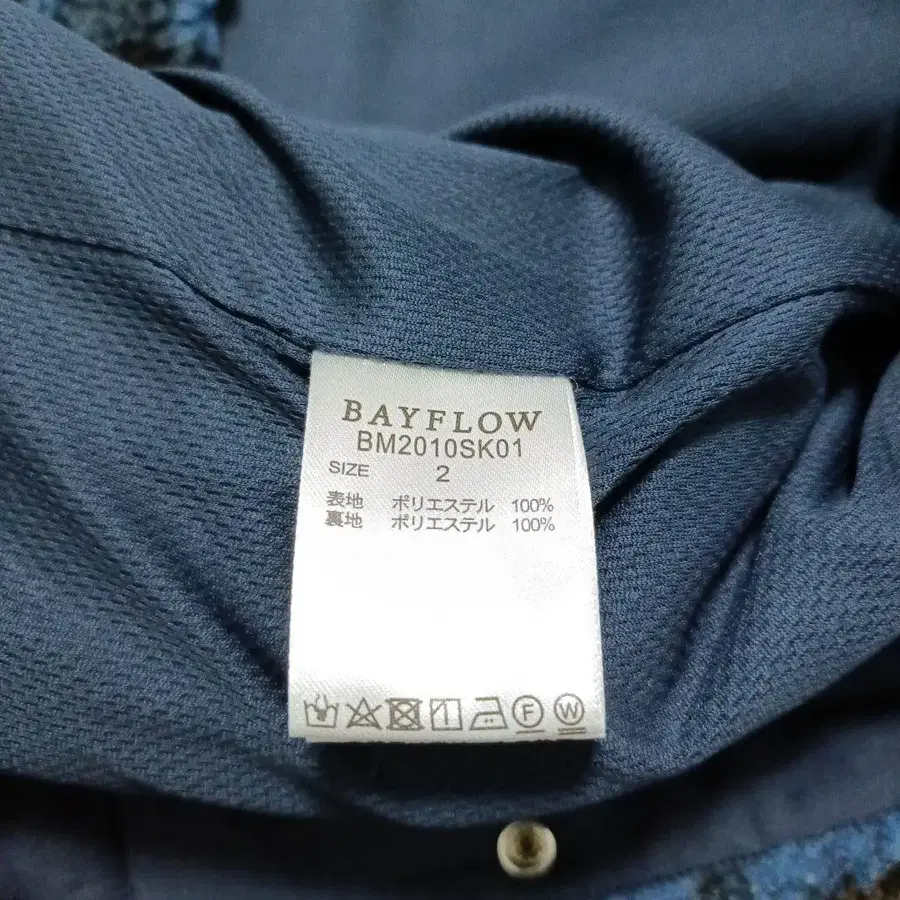 BAYFLOW
BM2010SK01
SIZE 2
表地 ポリエステル 100%
裏地 ポリエステル 100%
F W